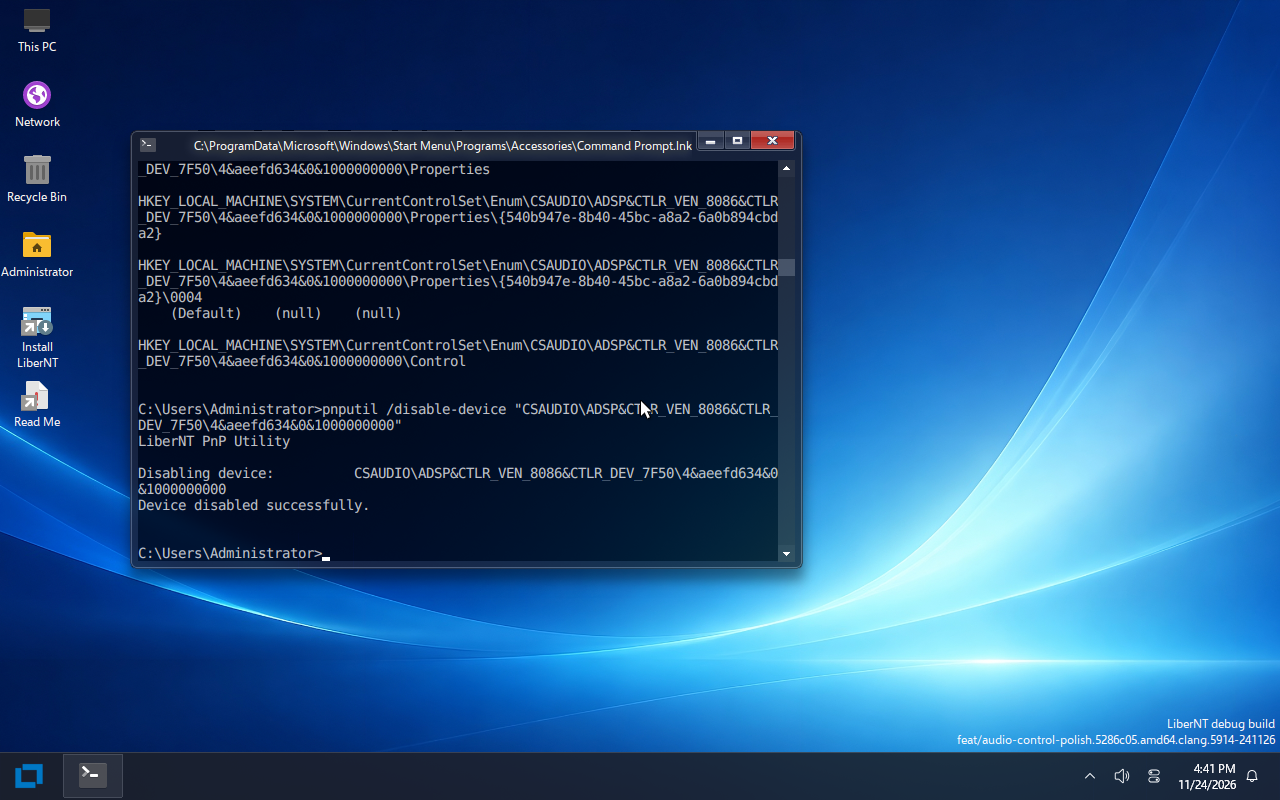 This PC
Network
Recycle Bin
Administrator
Install
LiberNT
Read Me
C:\ProgramData\Microsoft\Windows\Start Menu\Programs\Accessories\Command Prompt.lnk
_DEV_7F50\4&aeefd634&0&1000000000\Properties
HKEY_LOCAL_MACHINE\SYSTEM\CurrentControlSet\Enum\CSAUDIO\ADSP&CTLR_VEN_8086&CTLR
_DEV_7F50\4&aeefd634&0&1000000000\Properties\{540b947e-8b40-45bc-a8a2-6a0b894cbd
a2}
HKEY_LOCAL_MACHINE\SYSTEM\CurrentControlSet\Enum\CSAUDIO\ADSP&CTLR_VEN_8086&CTLR
_DEV_7F50\4&aeefd634&0&1000000000\Properties\{540b947e-8b40-45bc-a8a2-6a0b894cbd
a2}\0004
(Default)    (null)    (null)
HKEY_LOCAL_MACHINE\SYSTEM\CurrentControlSet\Enum\CSAUDIO\ADSP&CTLR_VEN_8086&CTLR
_DEV_7F50\4&aeefd634&0&1000000000\Control
C:\Users\Administrator>pnputil /disable-device "CSAUDIO\ADSP&CTLR_VEN_8086&CTLR_
DEV_7F50\4&aeefd634&0&1000000000"
LiberNT PnP Utility
Disabling device:          CSAUDIO\ADSP&CTLR_VEN_8086&CTLR_DEV_7F50\4&aeefd634&0
&1000000000
Device disabled successfully.
C:\Users\Administrator>
LiberNT debug build
feat/audio-control-polish.5286c05.amd64.clang.5914-241126
4:41 PM
11/24/2026